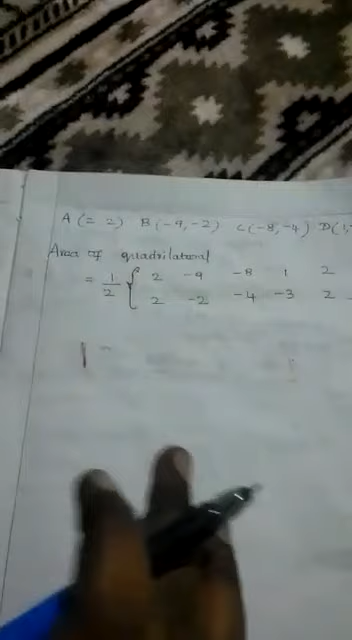 A (2 2) B (-9, -2) C(-8, -4) D(1,
Area of quadrilateral
= 1/2 { 2 -9 -8 1 2
2 -2 -4 -3 2